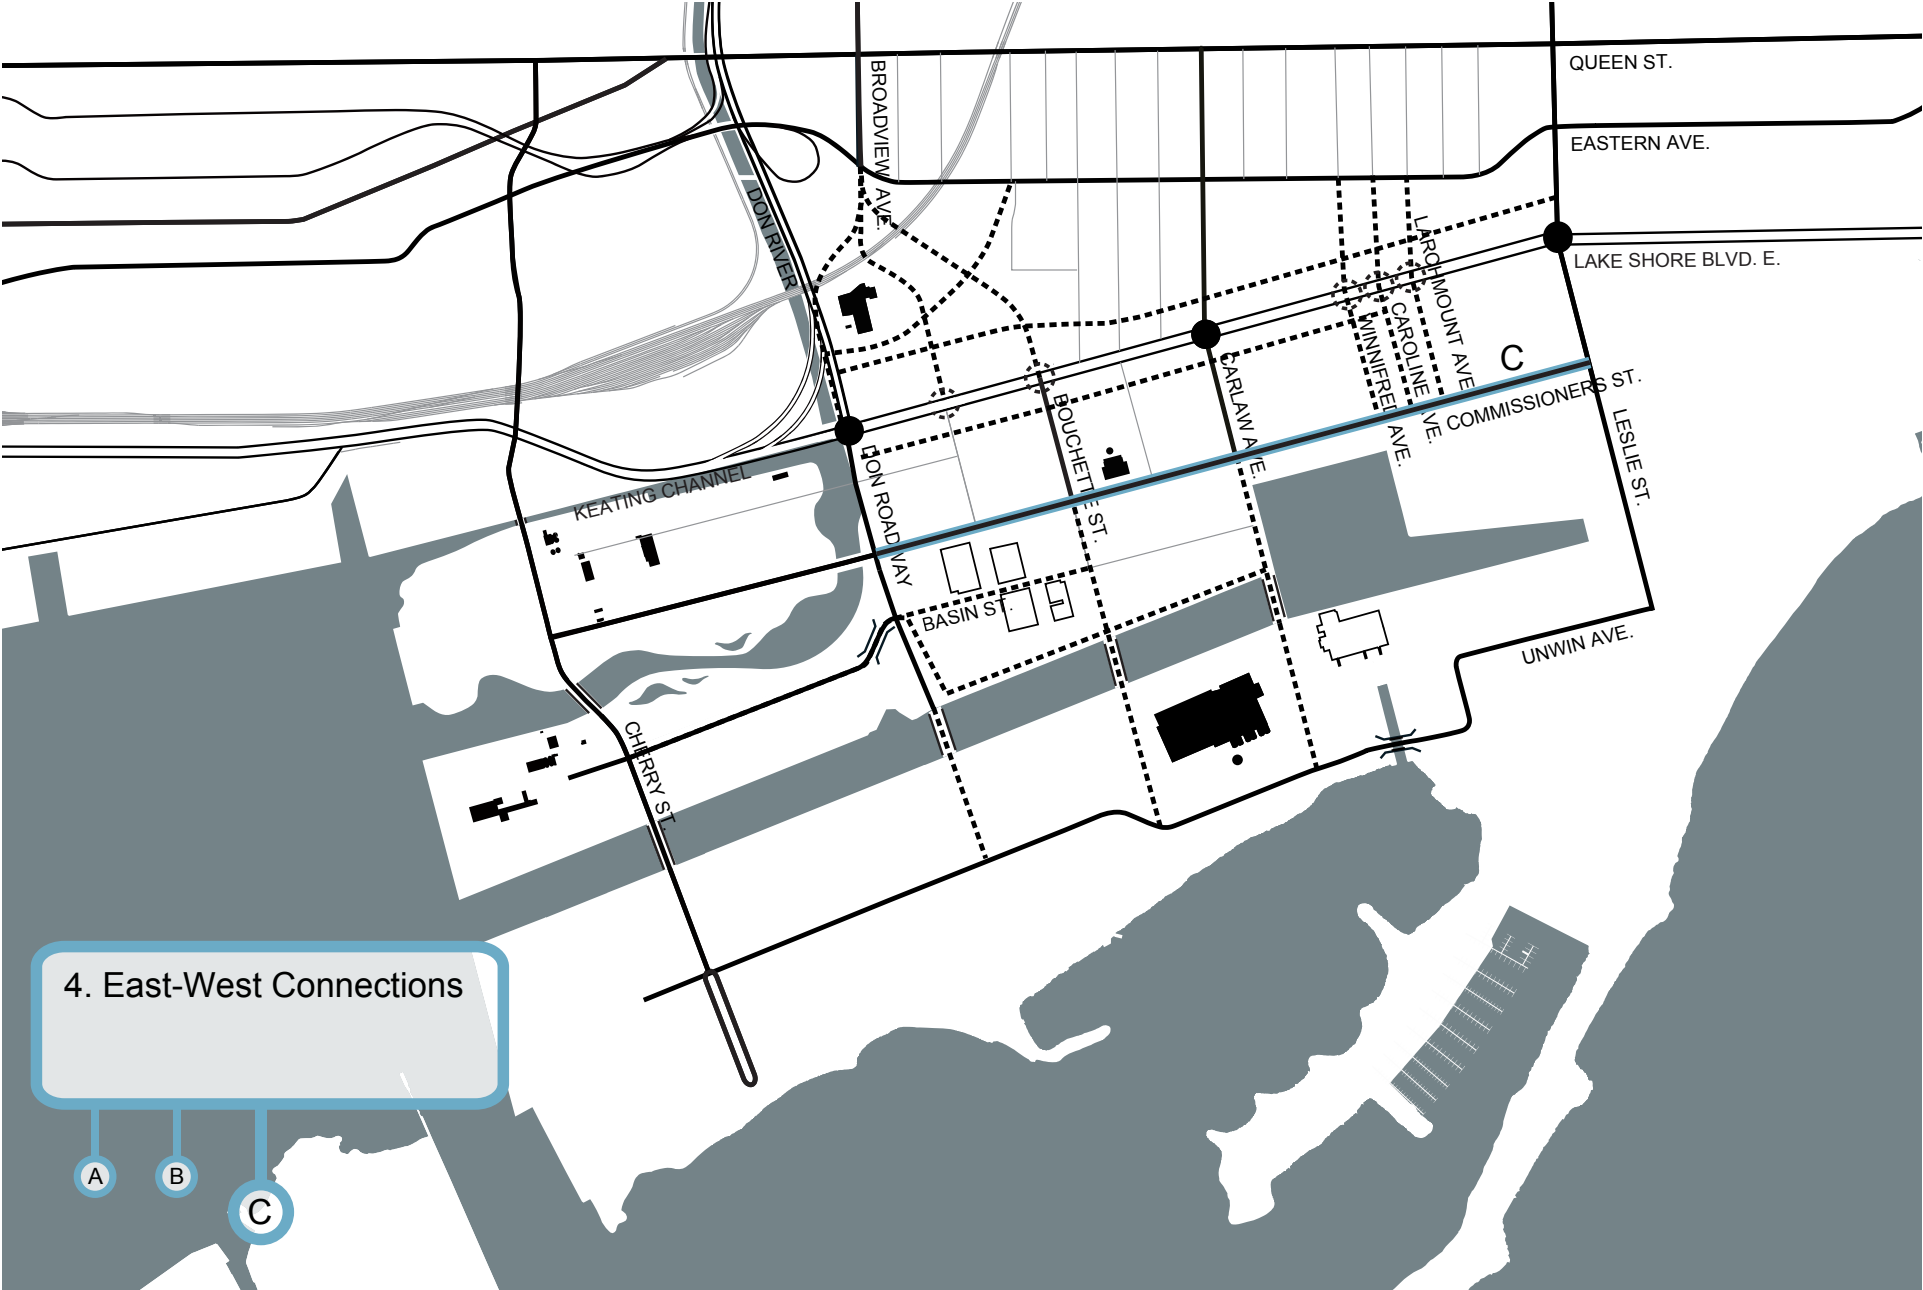 QUEEN ST.
BROADVIEW AVE.
EASTERN AVE.
DON RIVER
LARCHMOUNT AVE.
LAKE SHORE BLVD. E.
CAROLINE AVE.
WINNIFRED AVE.
C
CARLAW AVE.
COMMISSIONERS ST.
BOUCHETTE ST.
LESLIE ST.
DON ROADWAY
KEATING CHANNEL
BASIN ST.
UNWIN AVE.
CHERRY ST.
4. East-West Connections
A
B
C